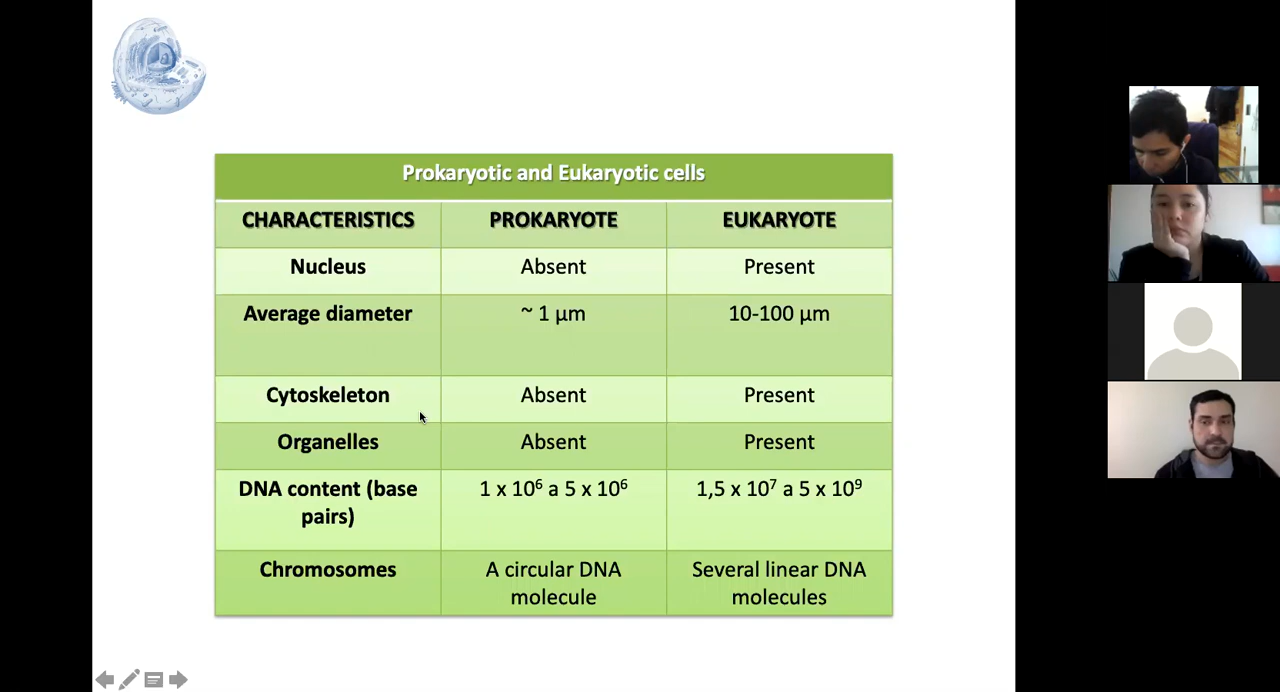 Prokaryotic and Eukaryotic cells
CHARACTERISTICS PROKARYOTE EUKARYOTE
Nucleus Absent Present
Average diameter ~ 1 µm 10-100 µm
Cytoskeleton Absent Present
Organelles Absent Present
DNA content (base 1 x 10⁶ a 5 x 10⁶ 1,5 x 10⁷ a 5 x 10⁹
pairs)
Chromosomes A circular DNA Several linear DNA
molecule molecules